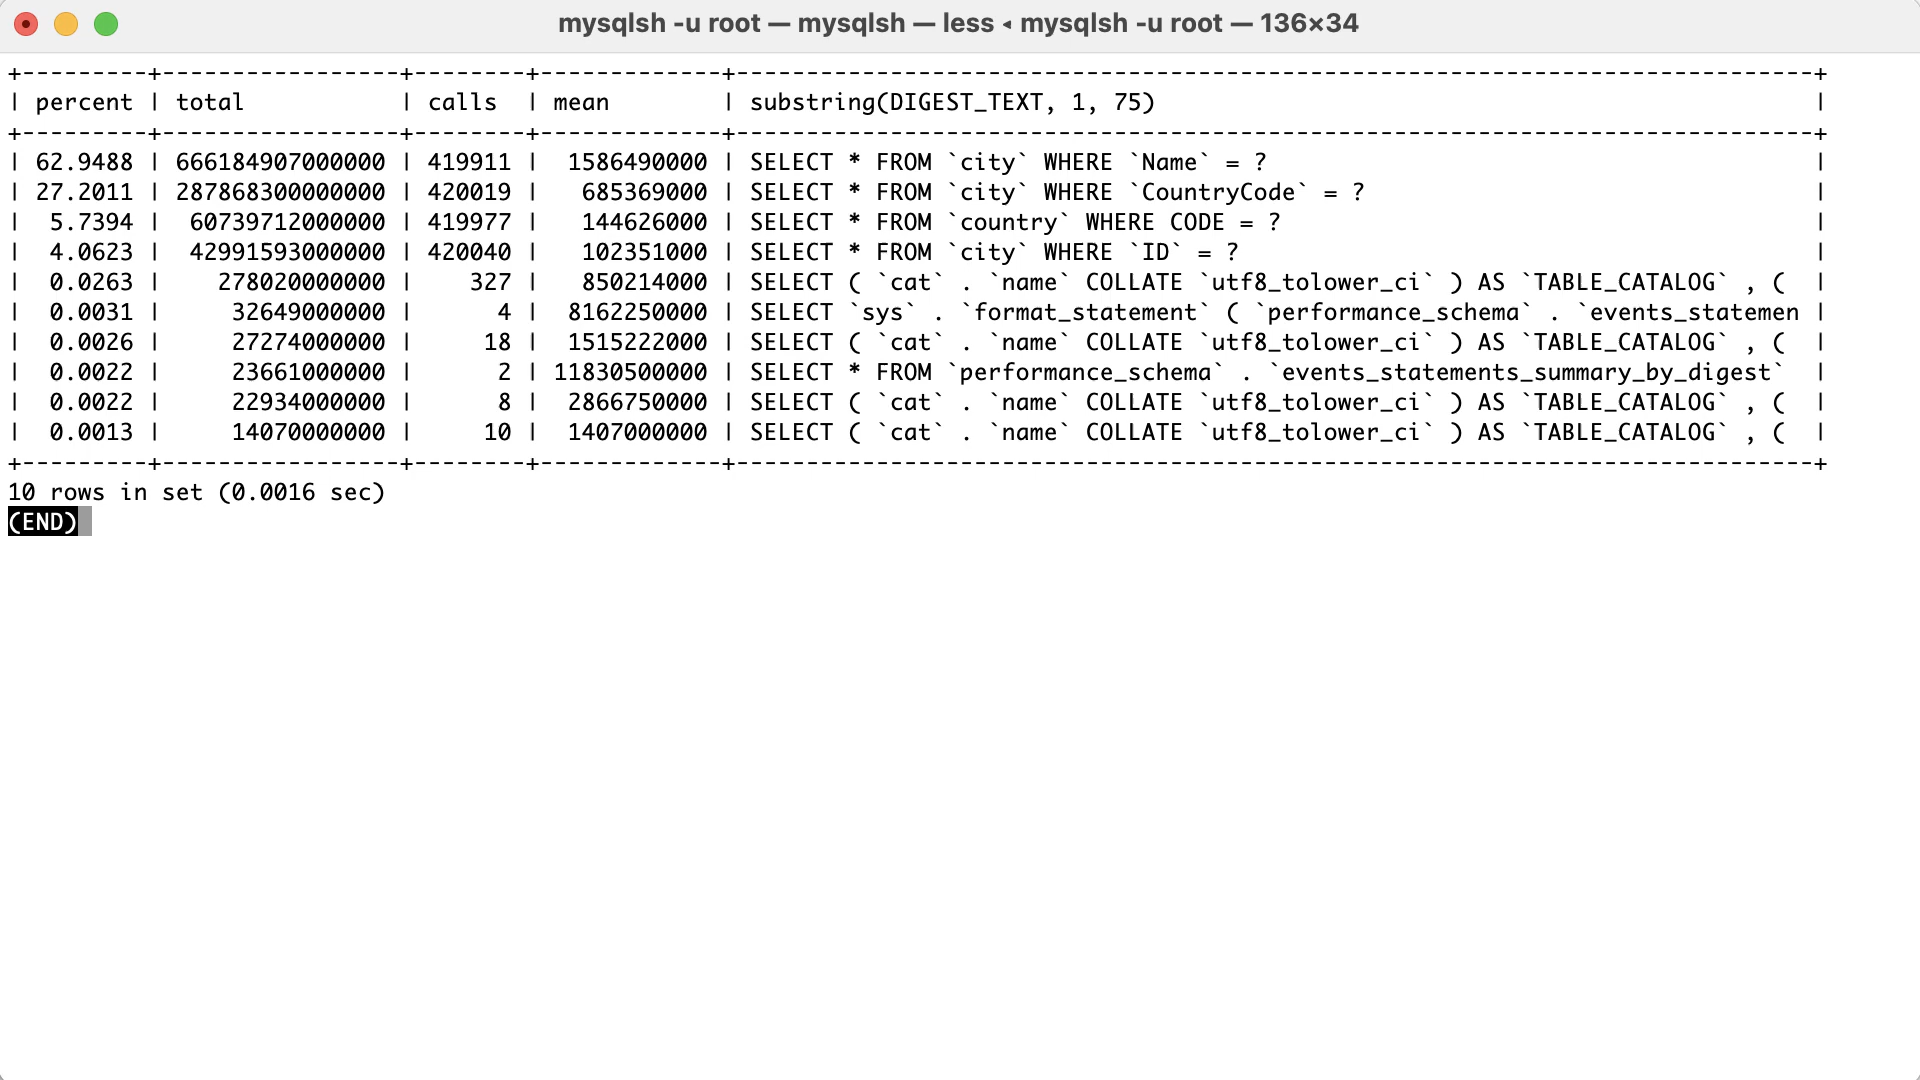 mysqlsh -u root — mysqlsh — less ◂ mysqlsh -u root — 136×34
+---------+-----------------+--------+-------------+-----------------------------------------------------------------------------+
| percent | total           | calls  | mean        | substring(DIGEST_TEXT, 1, 75)                                               |
+---------+-----------------+--------+-------------+-----------------------------------------------------------------------------+
| 62.9488 | 666184907000000 | 419911 |  1586490000 | SELECT * FROM `city` WHERE `Name` = ?                                       |
| 27.2011 | 287868300000000 | 420019 |   685369000 | SELECT * FROM `city` WHERE `CountryCode` = ?                                |
|  5.7394 |  60739712000000 | 419977 |   144626000 | SELECT * FROM `country` WHERE CODE = ?                                      |
|  4.0623 |  42991593000000 | 420040 |   102351000 | SELECT * FROM `city` WHERE `ID` = ?                                         |
|  0.0263 |    278020000000 |    327 |   850214000 | SELECT ( `cat` . `name` COLLATE `utf8_tolower_ci` ) AS `TABLE_CATALOG` , (  |
|  0.0031 |     32649000000 |      4 |  8162250000 | SELECT `sys` . `format_statement` ( `performance_schema` . `events_statemen |
|  0.0026 |     27274000000 |     18 |  1515222000 | SELECT ( `cat` . `name` COLLATE `utf8_tolower_ci` ) AS `TABLE_CATALOG` , (  |
|  0.0022 |     23661000000 |      2 | 11830500000 | SELECT * FROM `performance_schema` . `events_statements_summary_by_digest`  |
|  0.0022 |     22934000000 |      8 |  2866750000 | SELECT ( `cat` . `name` COLLATE `utf8_tolower_ci` ) AS `TABLE_CATALOG` , (  |
|  0.0013 |     14070000000 |     10 |  1407000000 | SELECT ( `cat` . `name` COLLATE `utf8_tolower_ci` ) AS `TABLE_CATALOG` , (  |
+---------+-----------------+--------+-------------+-----------------------------------------------------------------------------+
10 rows in set (0.0016 sec)
(END)